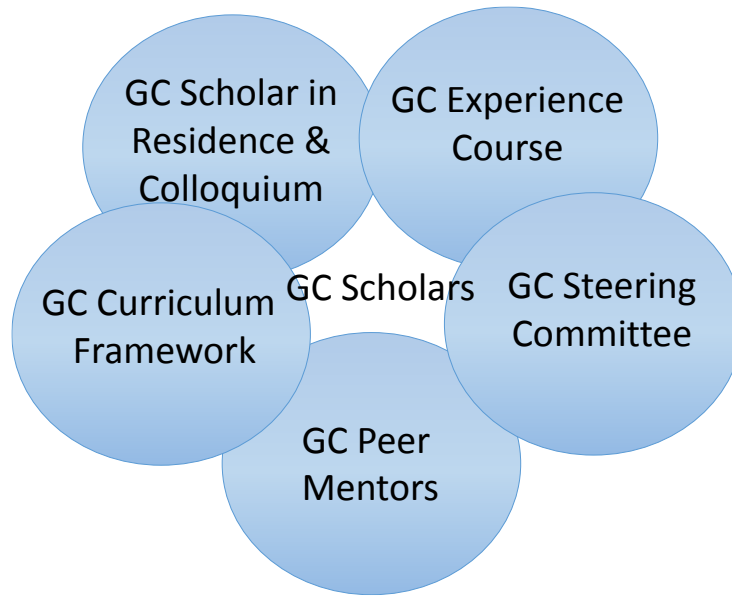 GC Scholar in
Residence &
Colloquium
GC Experience
Course
GC Curriculum
Framework
GC Scholars
GC Steering
Committee
GC Peer
Mentors